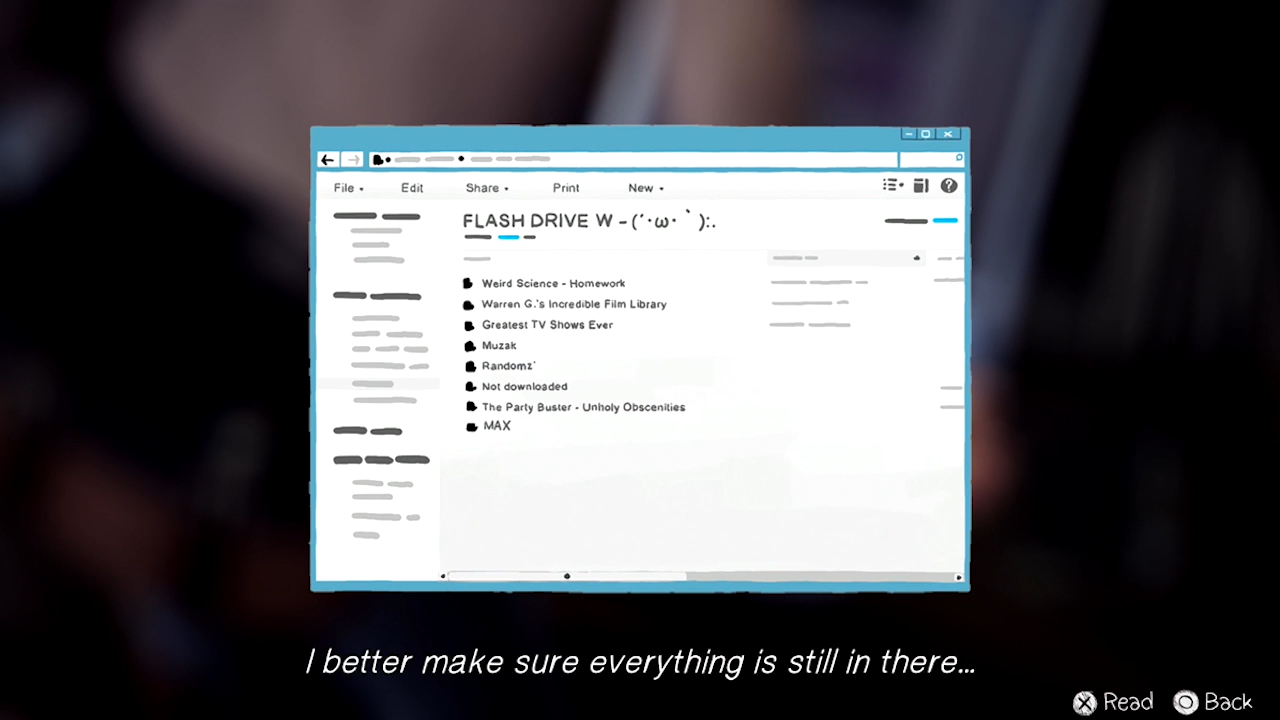 File Edit Share Print New
FLASH DRIVE W - (´･ω･｀):.
Weird Science - Homework
Warren G.'s Incredible Film Library
Greatest TV Shows Ever
Muzak
Randomz'
Not downloaded
The Party Buster - Unholy Obscenities
MAX
I better make sure everything is still in there...
Read Back